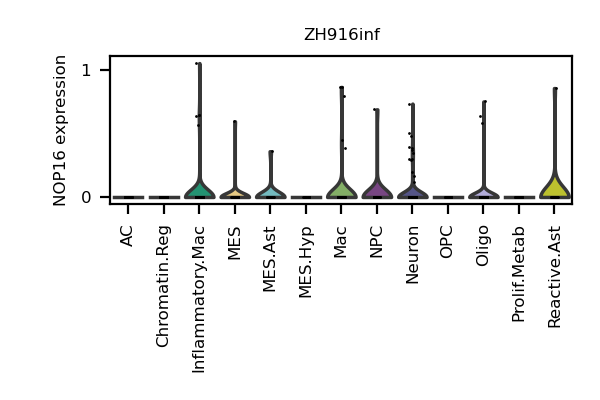 ZH916inf
NOP16 expression
1
0
AC
Chromatin.Reg
Inflammatory.Mac
MES
MES.Ast
MES.Hyp
Mac
NPC
Neuron
OPC
Oligo
Prolif.Metab
Reactive.Ast